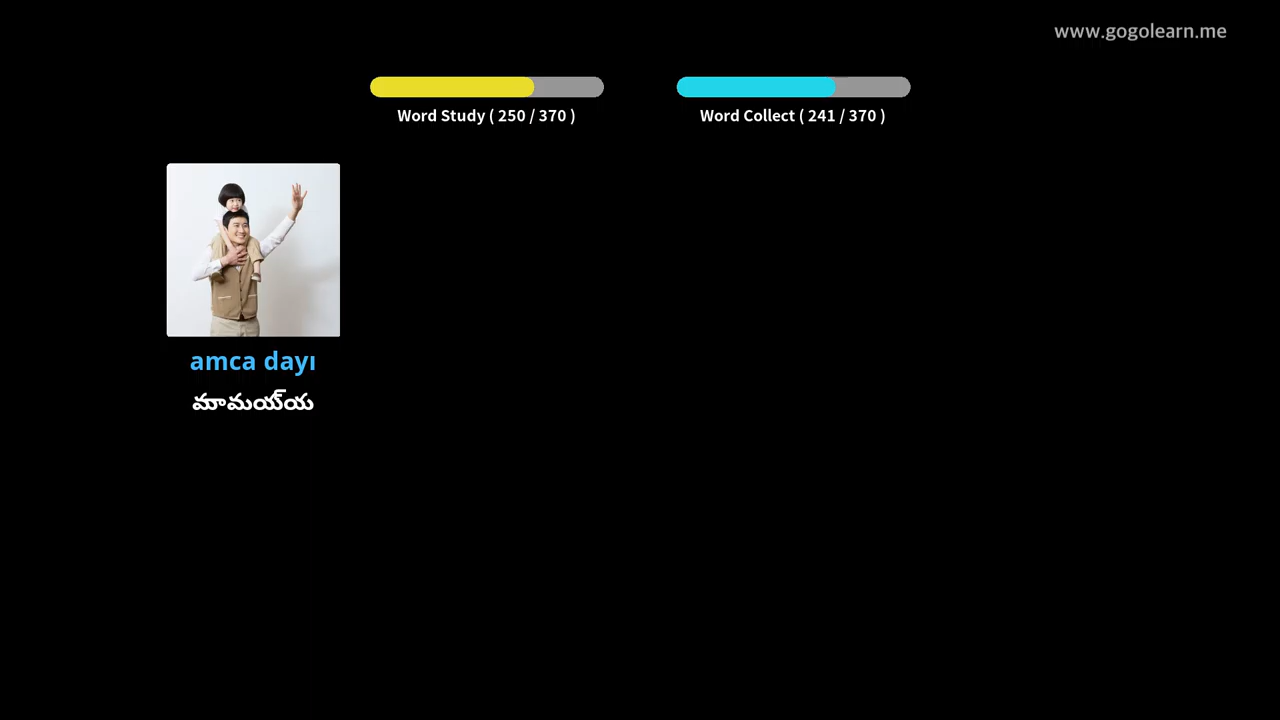 www.gogolearn.me
Word Study ( 250 / 370 )
Word Collect ( 241 / 370 )
amca dayı
మామయ్య